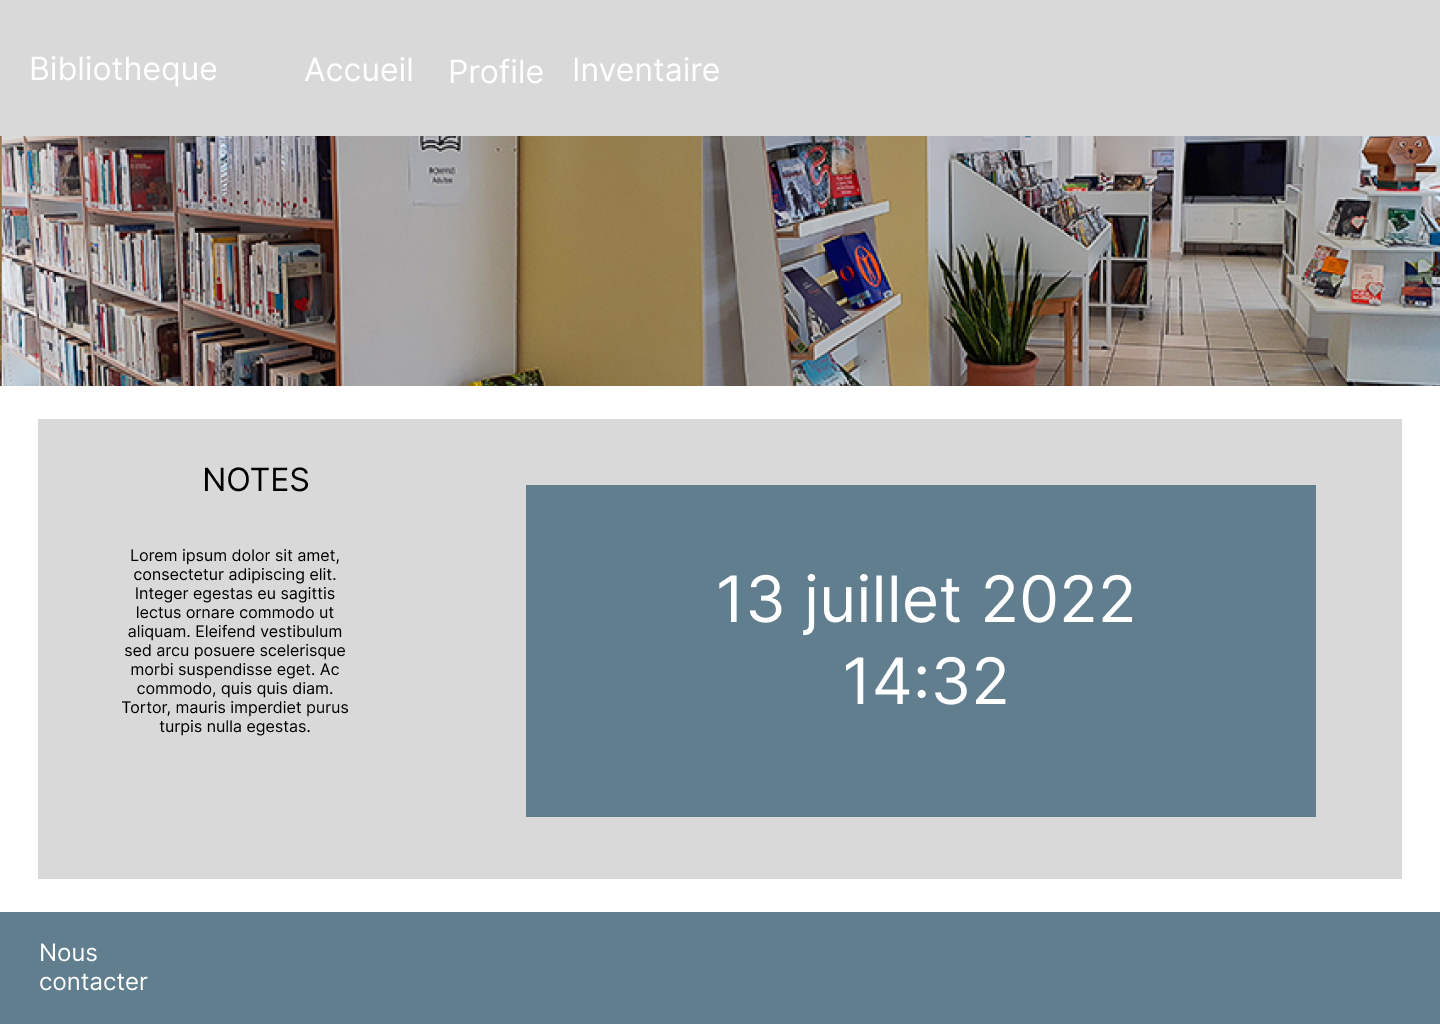 Bibliotheque Accueil Profile Inventaire
NOTES
Lorem ipsum dolor sit amet,
consectetur adipiscing elit.
Integer egestas eu sagittis
lectus ornare commodo ut
aliquam. Eleifend vestibulum
sed arcu posuere scelerisque
morbi suspendisse eget. Ac
commodo, quis quis diam.
Tortor, mauris imperdiet purus
turpis nulla egestas.
13 juillet 2022
14:32
Nous
contacter